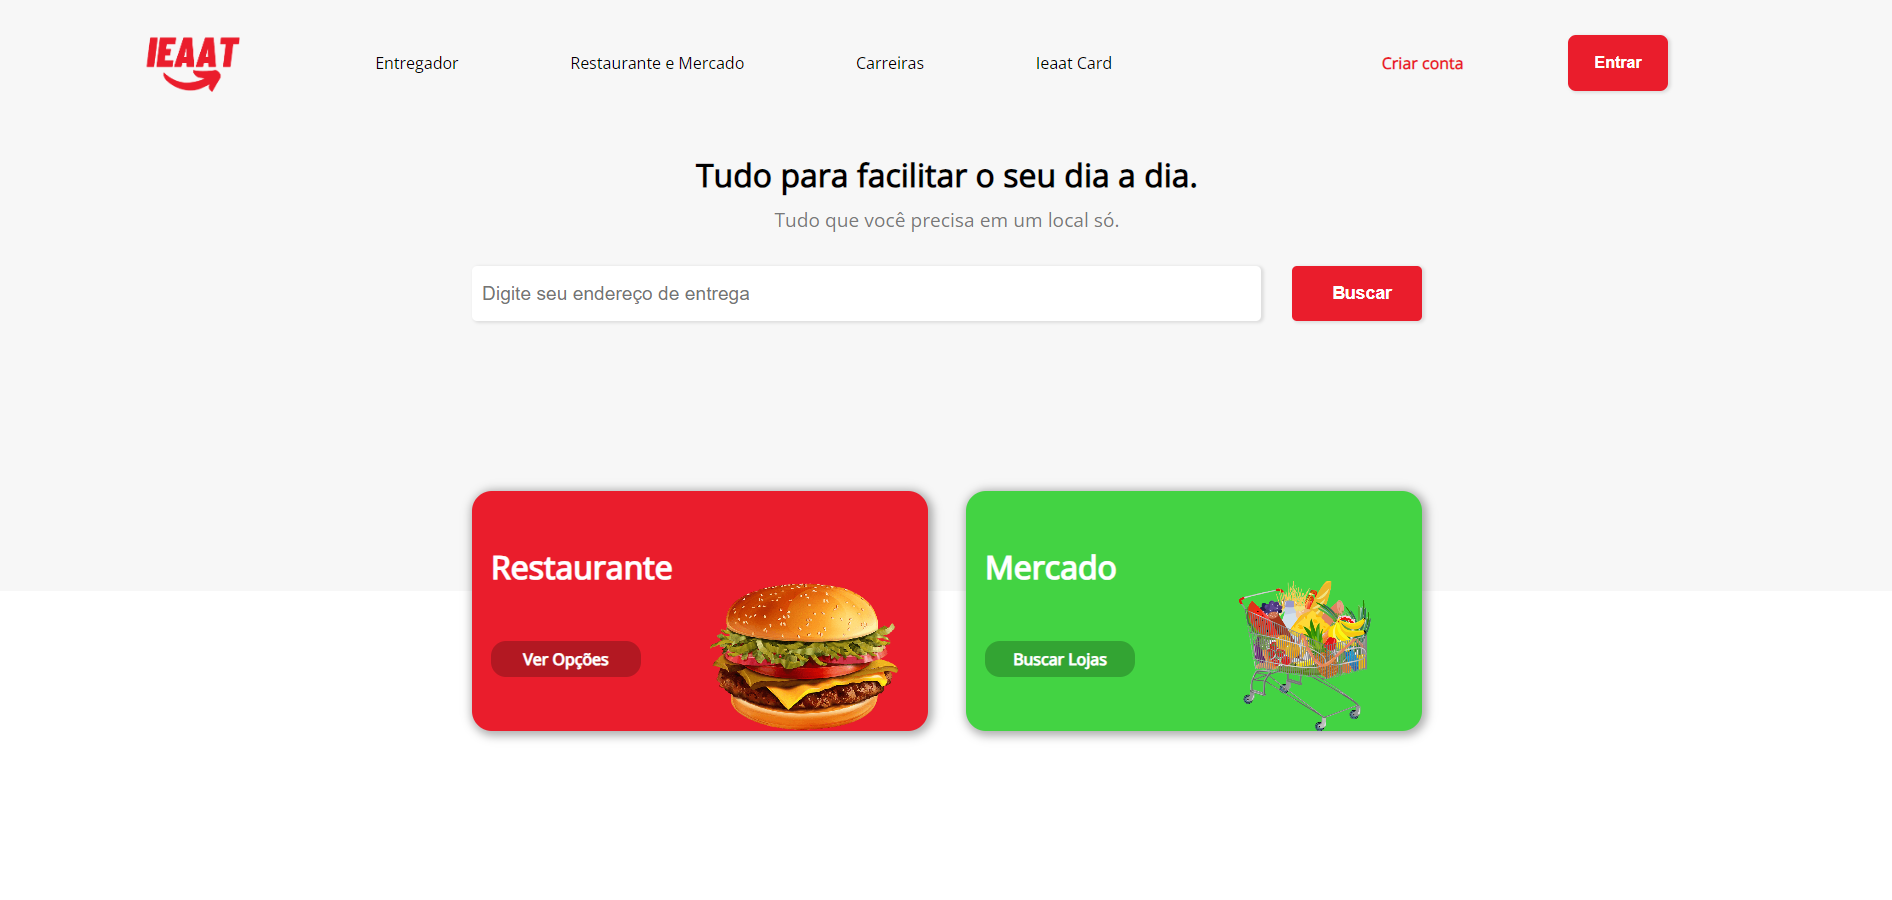 IEAAT
Entregador
Restaurante e Mercado
Carreiras
Ieaat Card
Criar conta
Entrar
Tudo para facilitar o seu dia a dia.
Tudo que você precisa em um local só.
Digite seu endereço de entrega
Buscar
Restaurante
Ver Opções
Mercado
Buscar Lojas